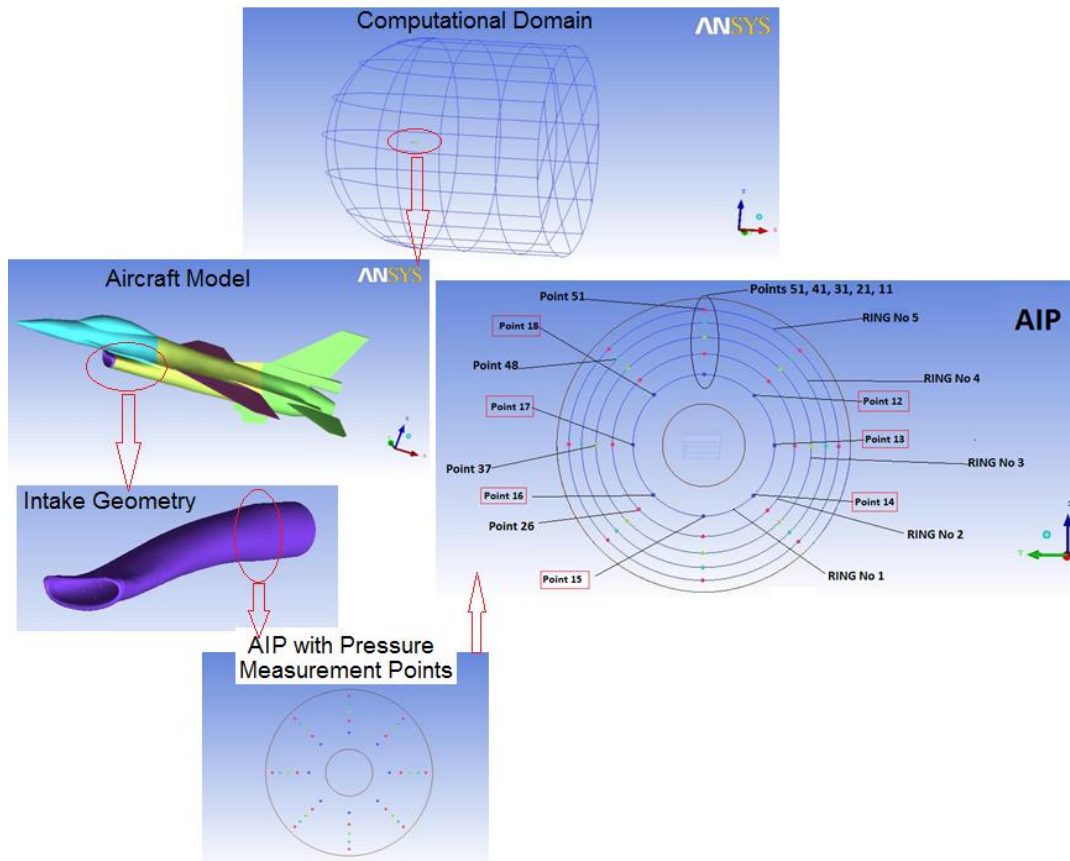 Computational Domain
ANSYS
Aircraft Model
ANSYS
Intake Geometry
AIP with Pressure
Measurement Points
Points 51, 41, 31, 21, 11
Point 51
RING No 5
AIP
Point 18
Point 48
RING No 4
Point 12
Point 17
Point 13
Point 37
RING No 3
Point 16
Point 14
Point 26
RING No 2
Point 15
RING No 1